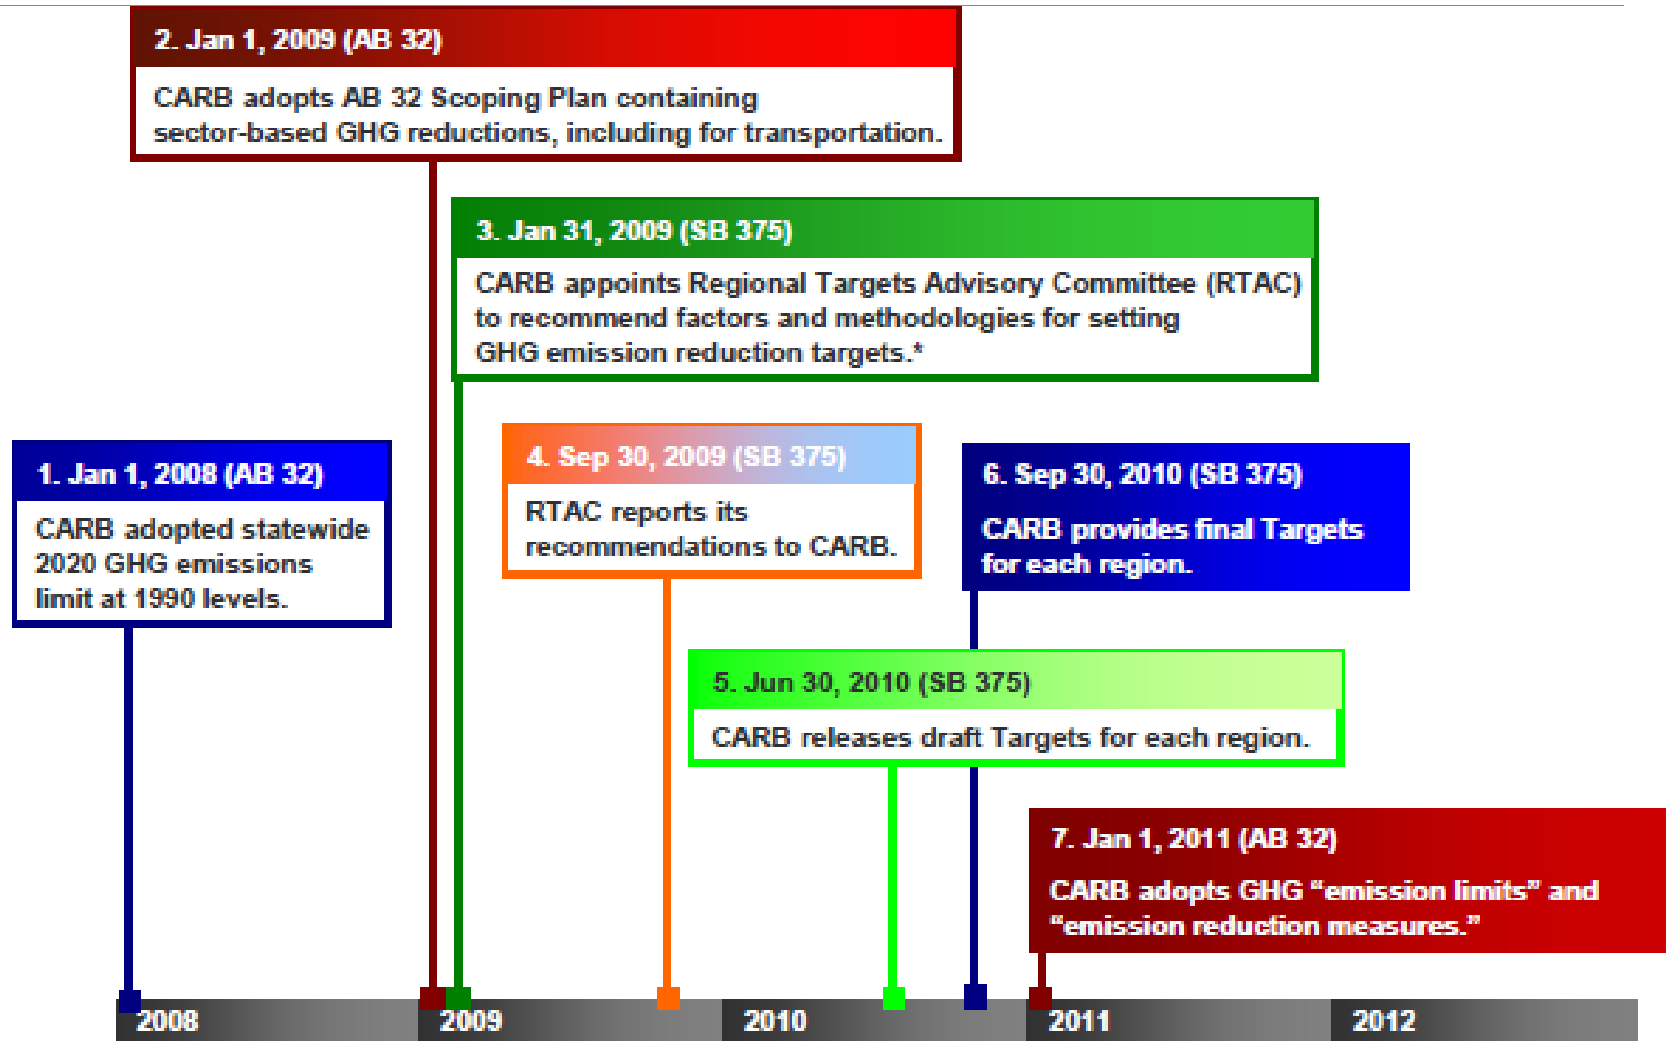 2. Jan 1, 2009 (AB 32)
CARB adopts AB 32 Scoping Plan containing
sector-based GHG reductions, including for transportation.
3. Jan 31, 2009 (SB 375)
CARB appoints Regional Targets Advisory Committee (RTAC)
to recommend factors and methodologies for setting
GHG emission reduction targets.*
1. Jan 1, 2008 (AB 32)
CARB adopted statewide
2020 GHG emissions
limit at 1990 levels.
4. Sep 30, 2009 (SB 375)
RTAC reports its
recommendations to CARB.
6. Sep 30, 2010 (SB 375)
CARB provides final Targets
for each region.
5. Jun 30, 2010 (SB 375)
CARB releases draft Targets for each region.
7. Jan 1, 2011 (AB 32)
CARB adopts GHG “emission limits” and
“emission reduction measures.”
2008 2009 2010 2011 2012